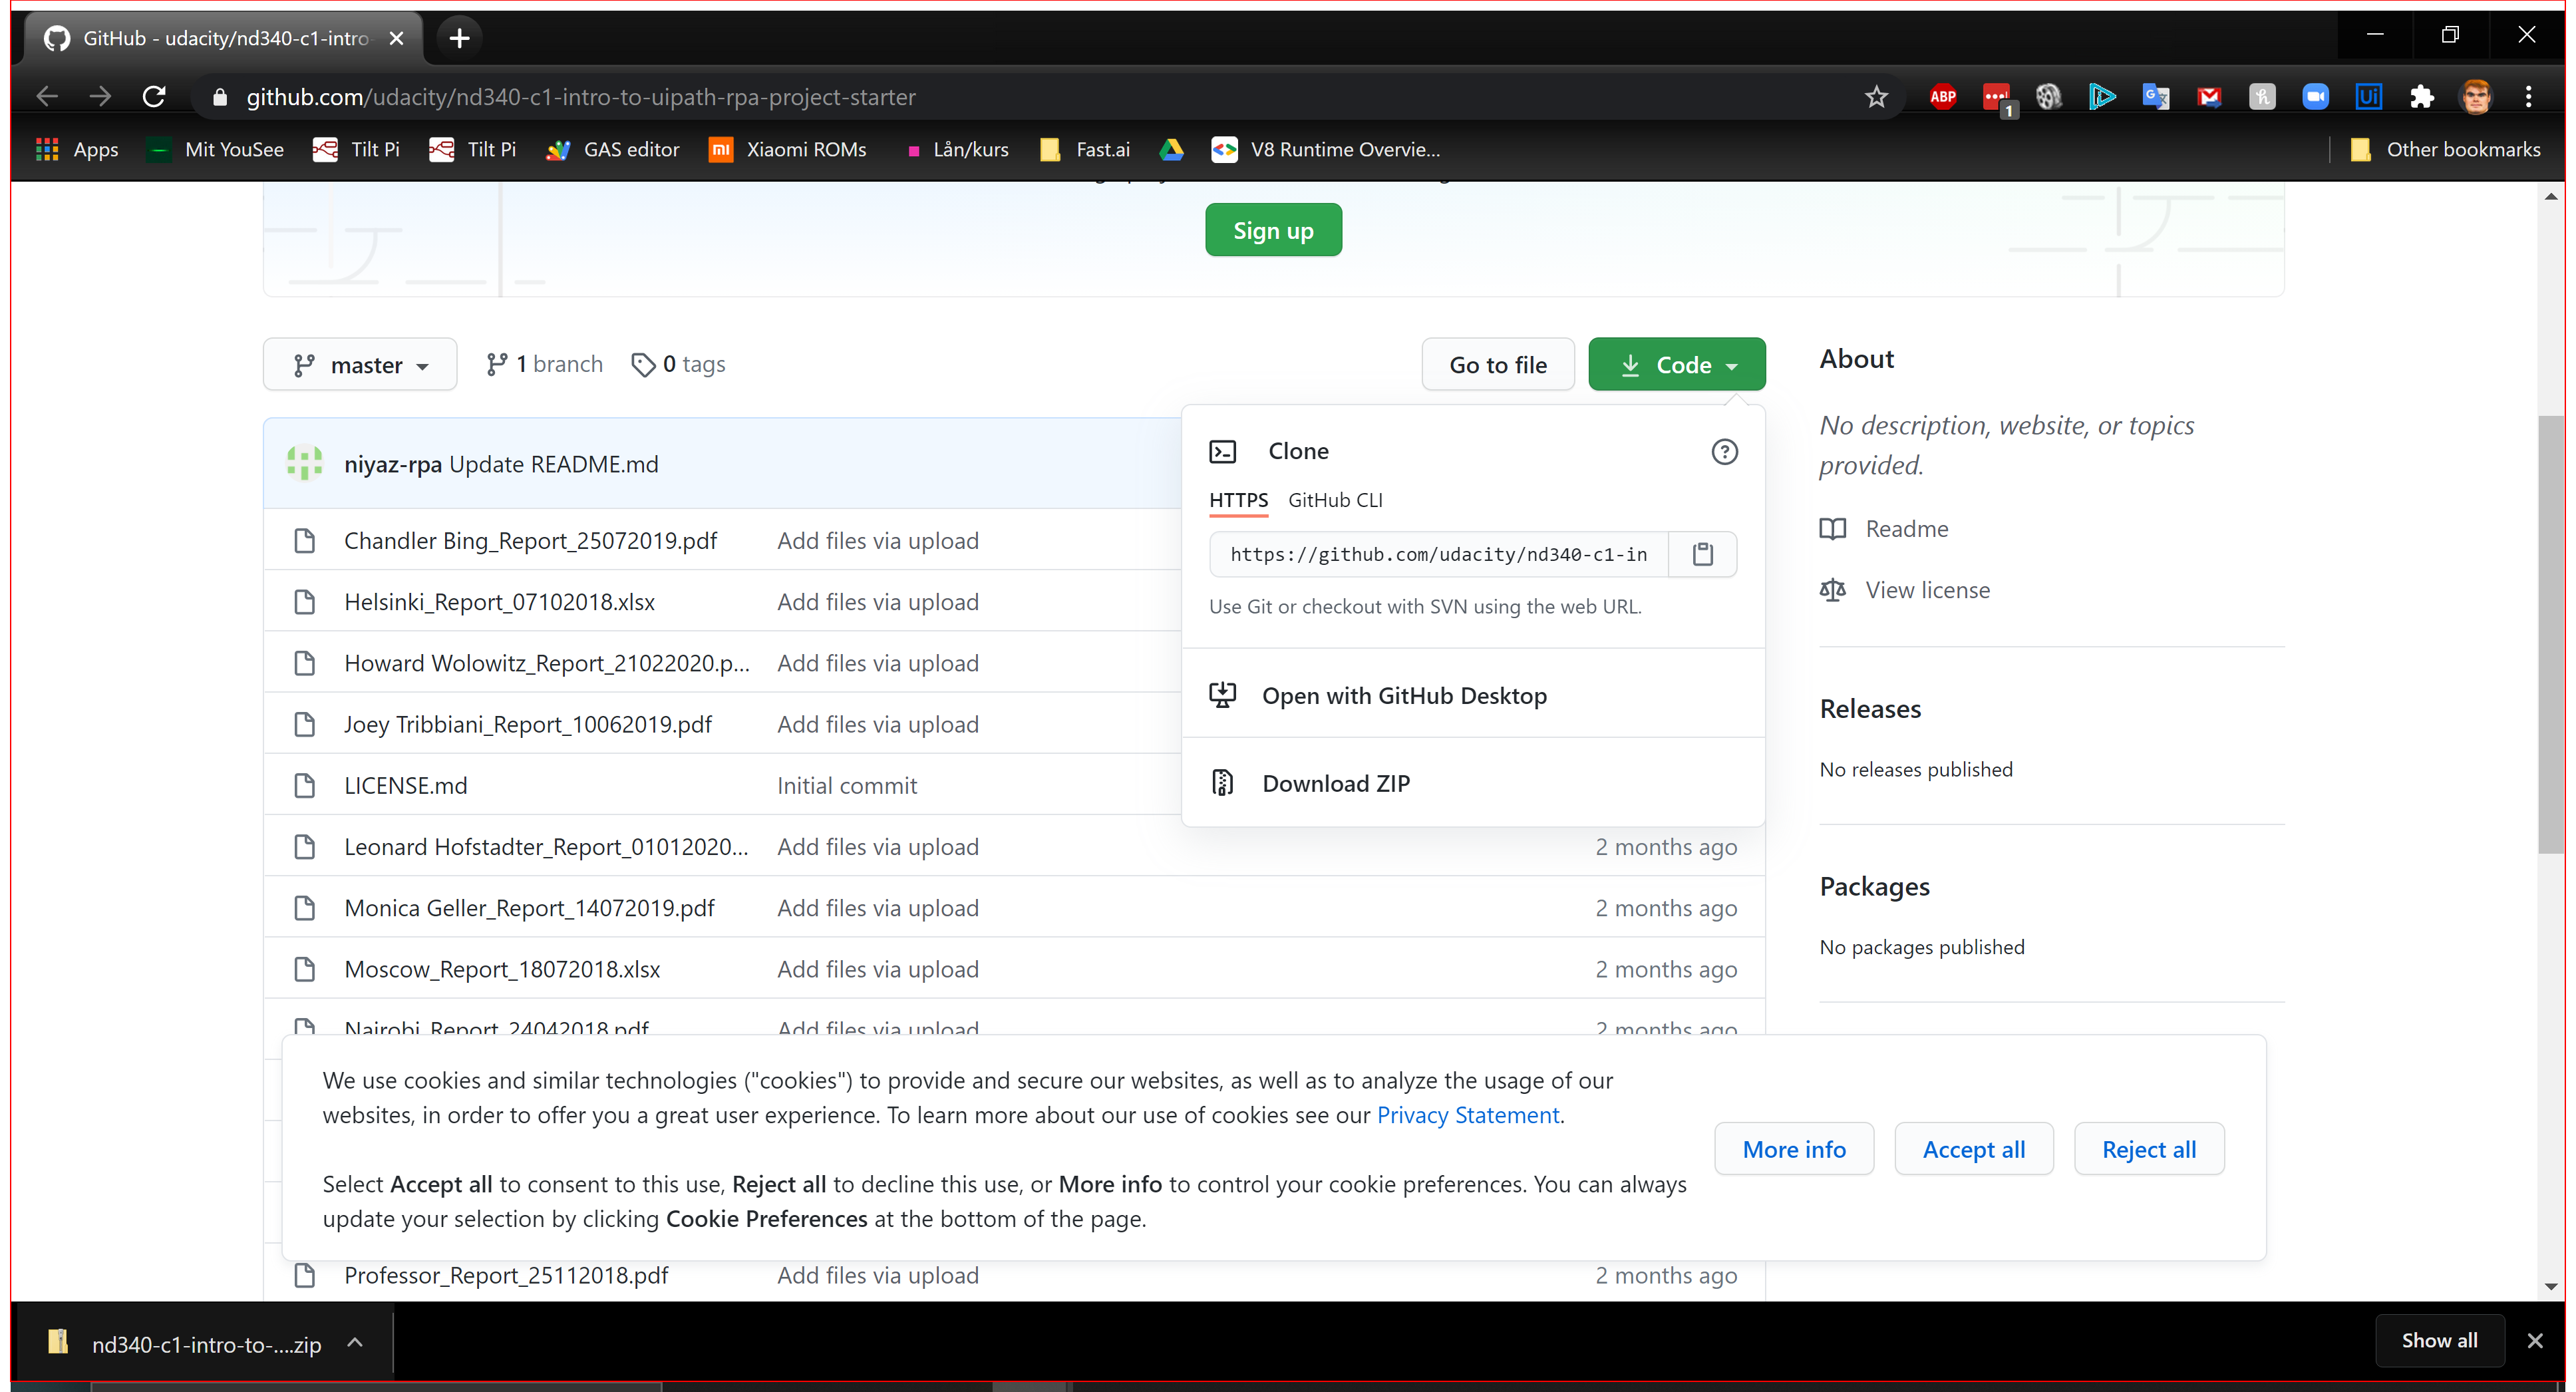 GitHub - udacity/nd340-c1-intro
github.com/udacity/nd340-c1-intro-to-uipath-rpa-project-starter
ABP
1
Ui
Apps
Mit YouSee
Tilt Pi
Tilt Pi
GAS editor
Xiaomi ROMs
Lån/kurs
Fast.ai
V8 Runtime Overvie...
Other bookmarks
Sign up
master
1 branch
0 tags
Go to file
Code
About
No description, website, or topics
provided.
Readme
View license
Releases
No releases published
Packages
No packages published
niyaz-rpa Update README.md
Clone
HTTPS GitHub CLI
https://github.com/udacity/nd340-c1-in
Use Git or checkout with SVN using the web URL.
Open with GitHub Desktop
Download ZIP
Chandler Bing_Report_25072019.pdf Add files via upload
Helsinki_Report_07102018.xlsx Add files via upload
Howard Wolowitz_Report_21022020.p... Add files via upload
Joey Tribbiani_Report_10062019.pdf Add files via upload
LICENSE.md Initial commit
Leonard Hofstadter_Report_01012020... Add files via upload 2 months ago
Monica Geller_Report_14072019.pdf Add files via upload 2 months ago
Moscow_Report_18072018.xlsx Add files via upload 2 months ago
Nairobi_Report_24042018.pdf Add files via upload 2 months ago
We use cookies and similar technologies ("cookies") to provide and secure our websites, as well as to analyze the usage of our
websites, in order to offer you a great user experience. To learn more about our use of cookies see our Privacy Statement.
Select Accept all to consent to this use, Reject all to decline this use, or More info to control your cookie preferences. You can always
update your selection by clicking Cookie Preferences at the bottom of the page.
More info
Accept all
Reject all
Professor_Report_25112018.pdf Add files via upload 2 months ago
nd340-c1-intro-to-....zip
Show all